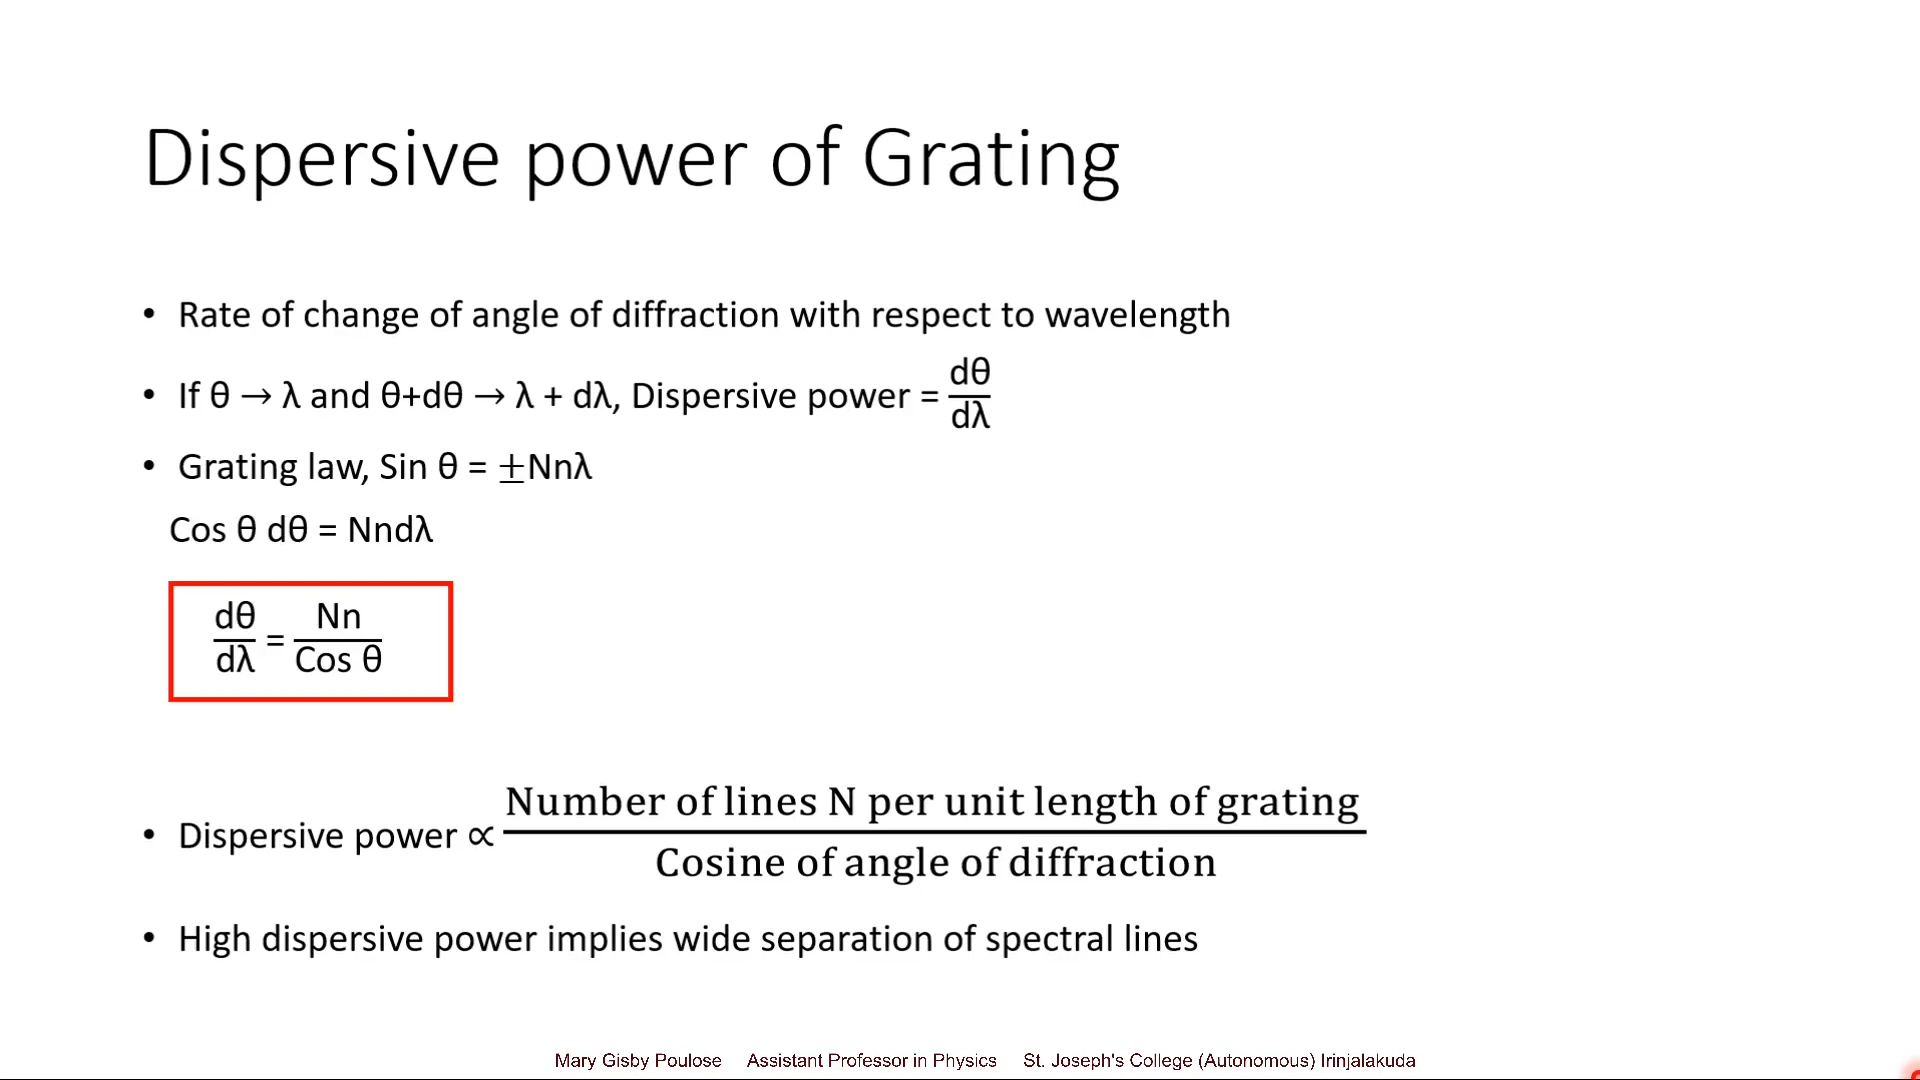 Dispersive power of Grating
• Rate of change of angle of diffraction with respect to wavelength
• If θ → λ and θ+dθ → λ + dλ, Dispersive power = dθ/dλ
• Grating law, Sin θ = ±Nnλ
Cos θ dθ = Nndλ
dθ/dλ = Nn/Cos θ
• Dispersive power ∝ Number of lines N per unit length of grating/Cosine of angle of diffraction
• High dispersive power implies wide separation of spectral lines
Mary Gisby Poulose Assistant Professor in Physics St. Joseph's College (Autonomous) Irinjalakuda